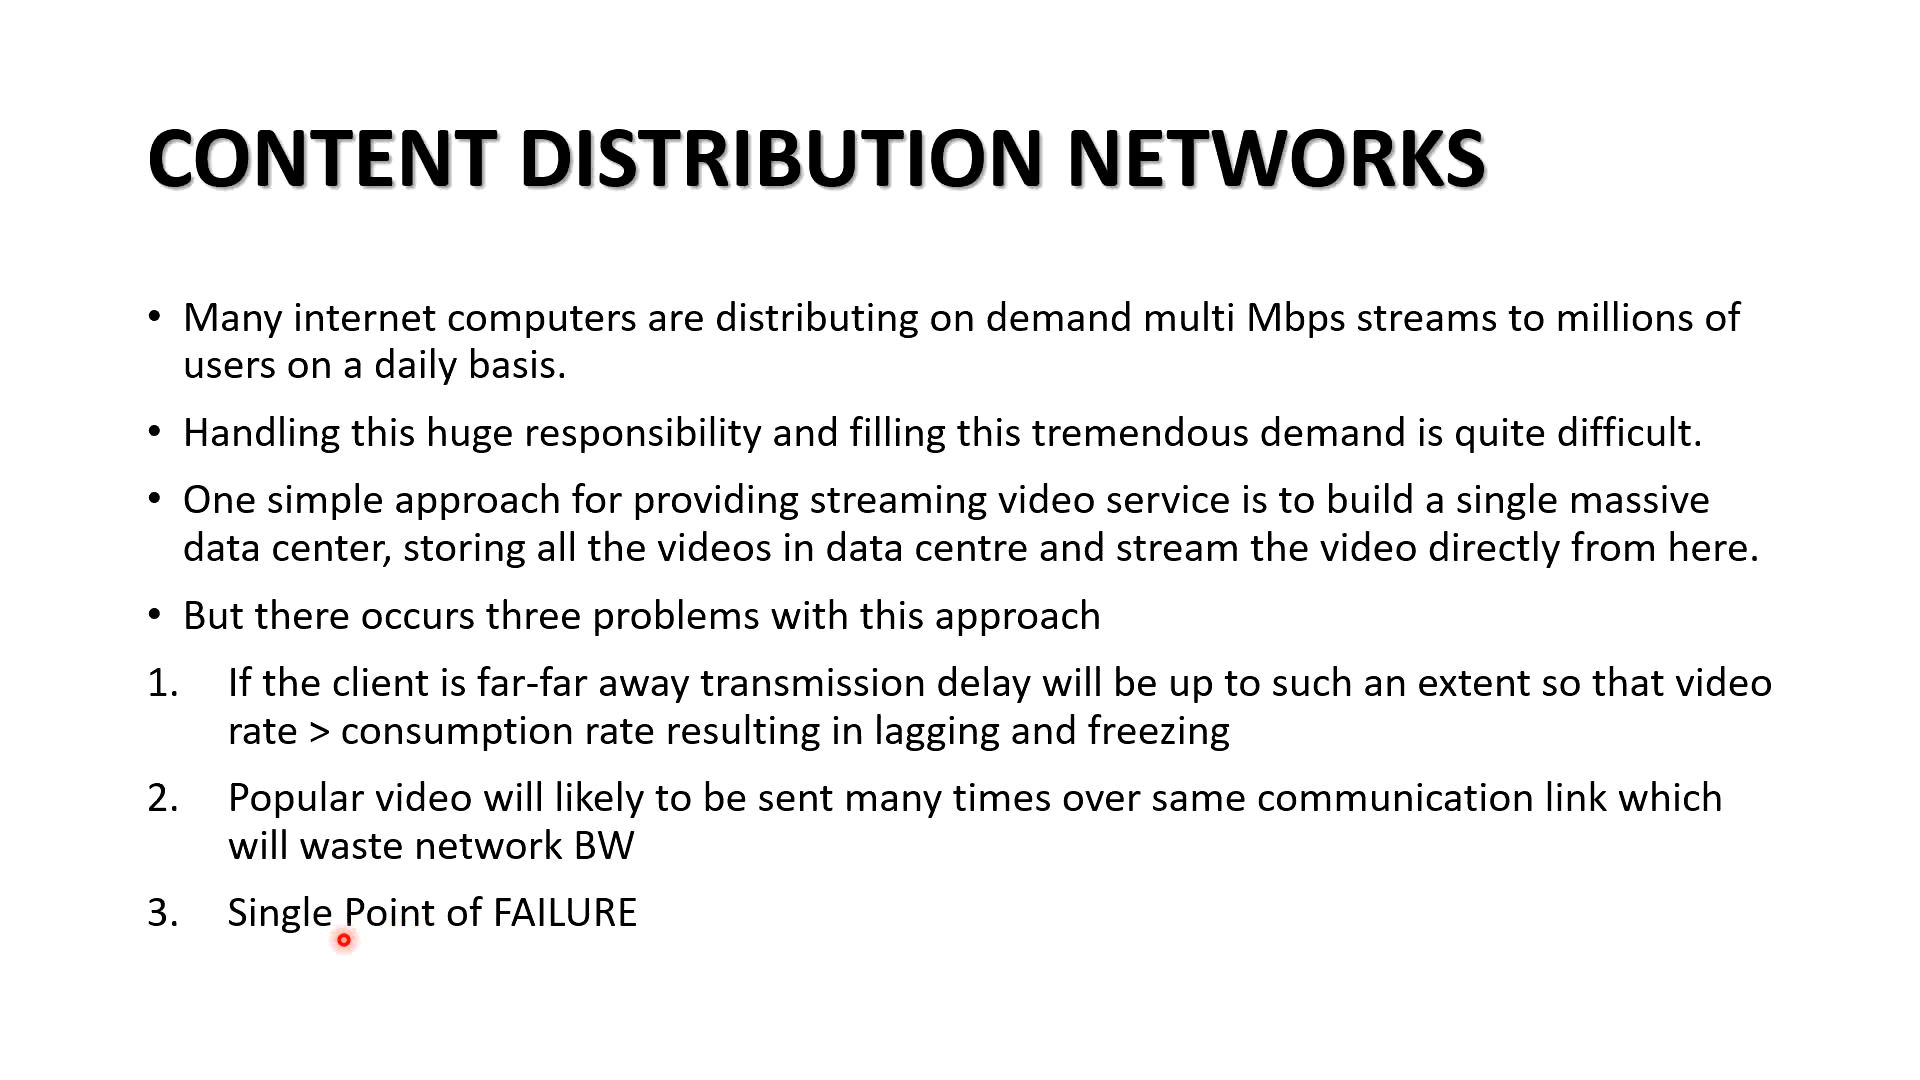 CONTENT DISTRIBUTION NETWORKS
• Many internet computers are distributing on demand multi Mbps streams to millions of
users on a daily basis.
• Handling this huge responsibility and filling this tremendous demand is quite difficult.
• One simple approach for providing streaming video service is to build a single massive
data center, storing all the videos in data centre and stream the video directly from here.
• But there occurs three problems with this approach
1. If the client is far-far away transmission delay will be up to such an extent so that video
rate > consumption rate resulting in lagging and freezing
2. Popular video will likely to be sent many times over same communication link which
will waste network BW
3. Single Point of FAILURE